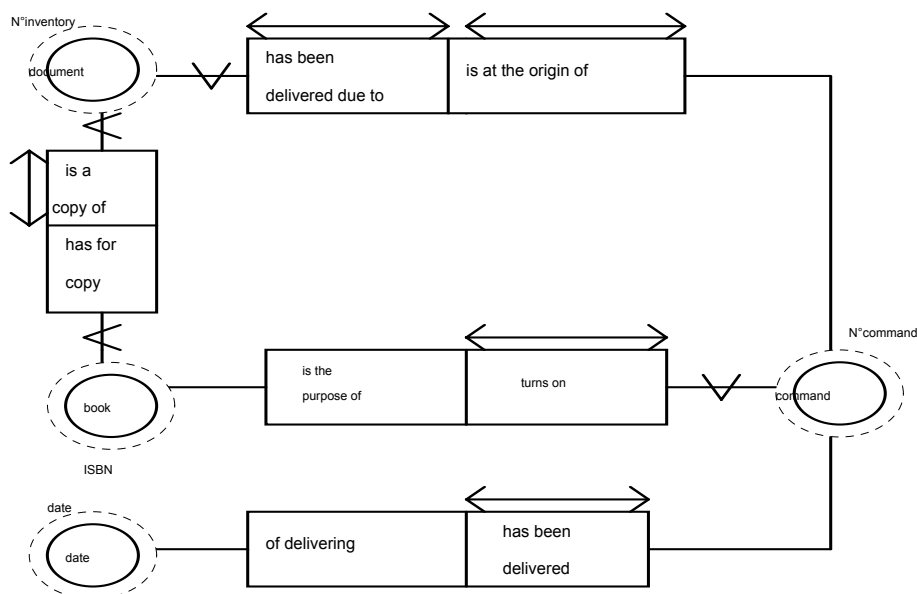 N°inventory
document
has been
delivered due to
is at the origin of
is a
copy of
has for
copy
N°command
is the
purpose of
turns on
command
book
ISBN
date
date
of delivering
has been
delivered